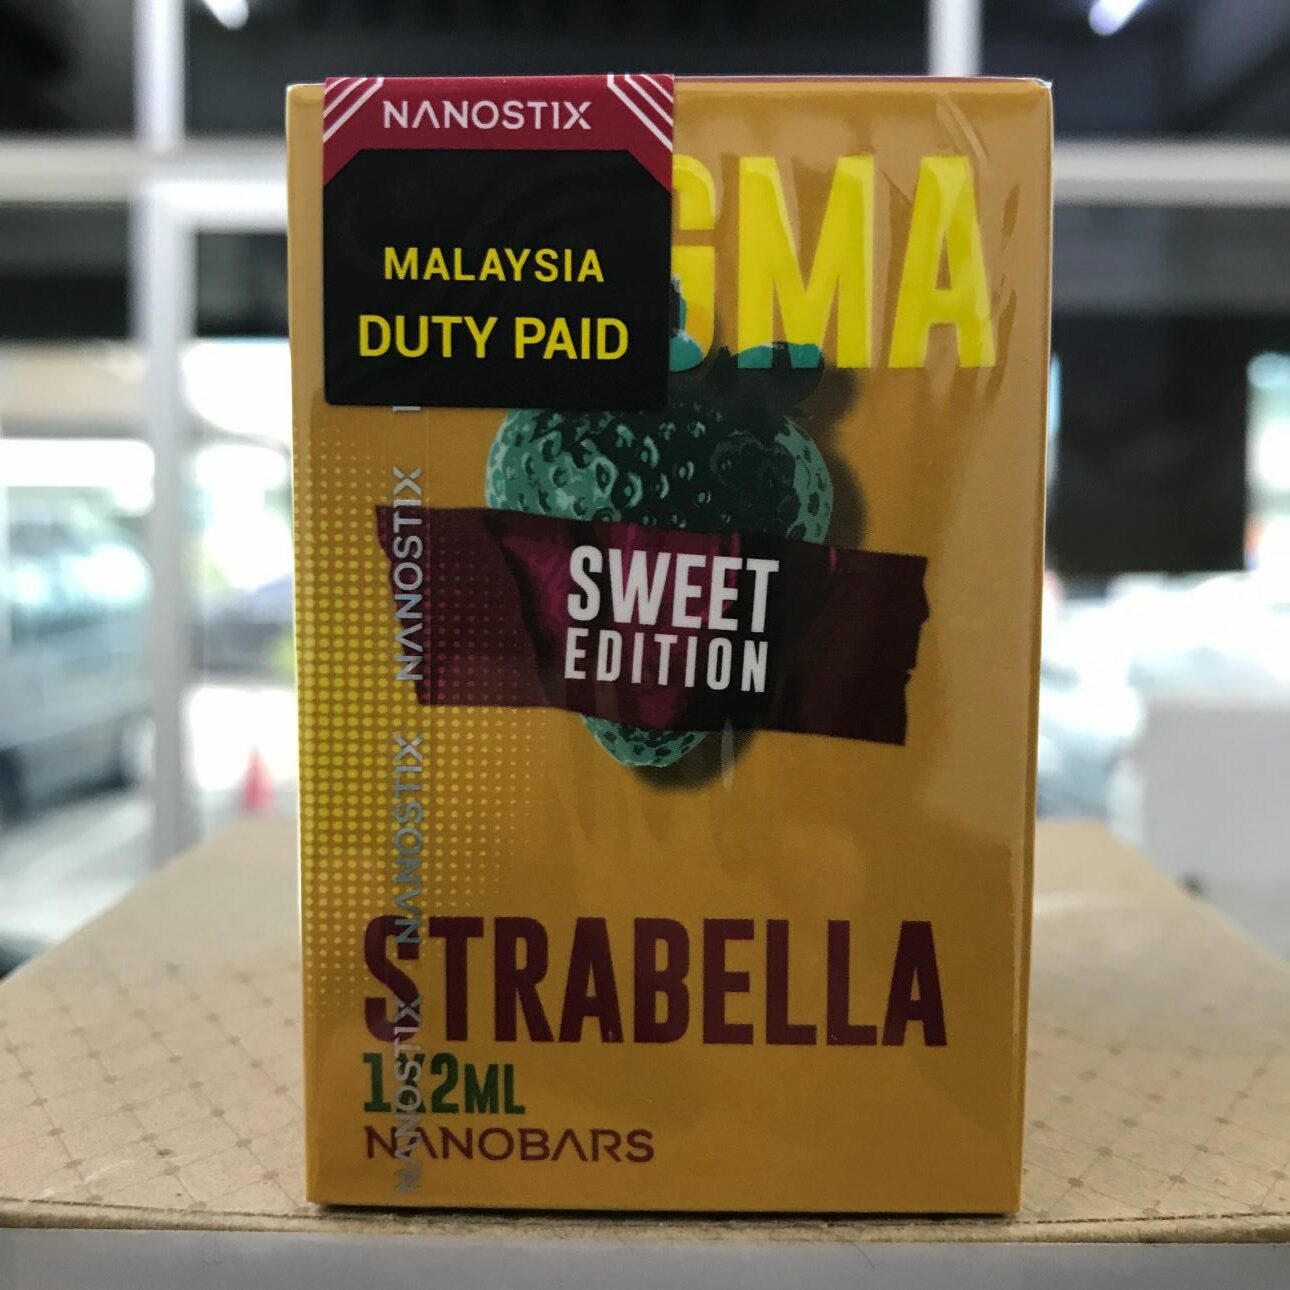 NANOSTIX
MALAYSIA
DUTY PAID
GMA
SWEET
EDITION
STRABELLA
1X2ML
NANOBARS
NANOSTIX NANOSTIX NANOSTIX